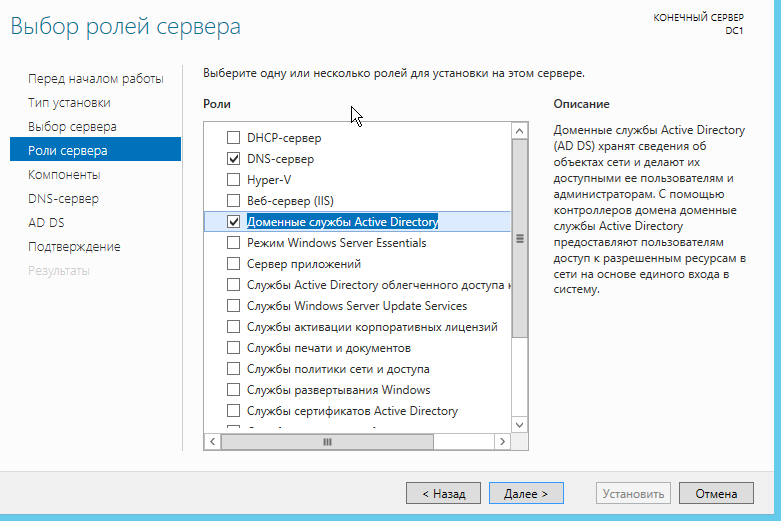 Выбор ролей сервера
КОНЕЧНЫЙ СЕРВЕР
DC1
Перед началом работы
Тип установки
Выбор сервера
Роли сервера
Компоненты
DNS-сервер
AD DS
Подтверждение
Результаты
Выберите одну или несколько ролей для установки на этом сервере.
Роли
DHCP-сервер
DNS-сервер
Hyper-V
Веб-сервер (IIS)
Доменные службы Active Directory
Режим Windows Server Essentials
Сервер приложений
Службы Active Directory облегченного доступа к
Службы Windows Server Update Services
Службы активации корпоративных лицензий
Службы печати и документов
Службы политики сети и доступа
Службы развертывания Windows
Службы сертификатов Active Directory
Описание
Доменные службы Active Directory
(AD DS) хранят сведения об
объектах сети и делают их
доступными ее пользователям и
администраторам. С помощью
контроллеров домена доменные
службы Active Directory
предоставляют пользователям
доступ к разрешенным ресурсам в
сети на основе единого входа в
систему.
< Назад
Далее >
Установить
Отмена